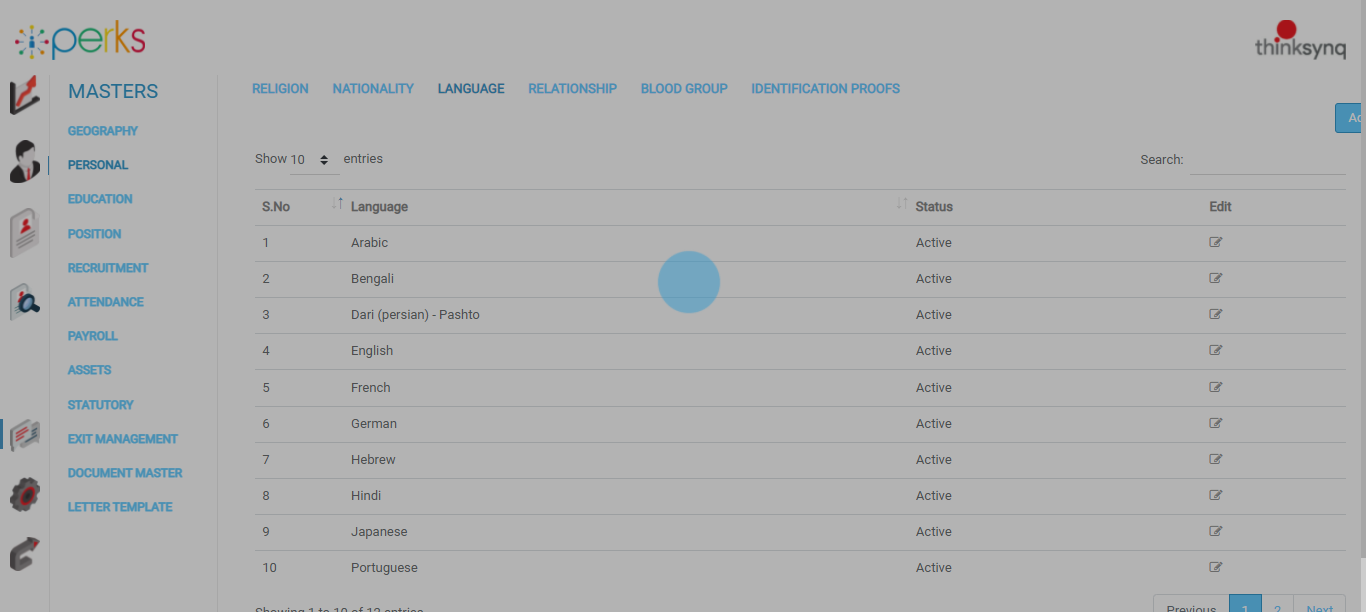 perks
thinksynq
MASTERS
GEOGRAPHY
PERSONAL
EDUCATION
POSITION
RECRUITMENT
ATTENDANCE
PAYROLL
ASSETS
STATUTORY
EXIT MANAGEMENT
DOCUMENT MASTER
LETTER TEMPLATE
RELIGION NATIONALITY LANGUAGE RELATIONSHIP BLOOD GROUP IDENTIFICATION PROOFS
Show 10 entries Search:
S.No Language Status Edit
1 Arabic Active
2 Bengali Active
3 Dari (persian) - Pashto Active
4 English Active
5 French Active
6 German Active
7 Hebrew Active
8 Hindi Active
9 Japanese Active
10 Portuguese Active
Showing 1 to 10 of 12 entries
Previous 1 2 Next